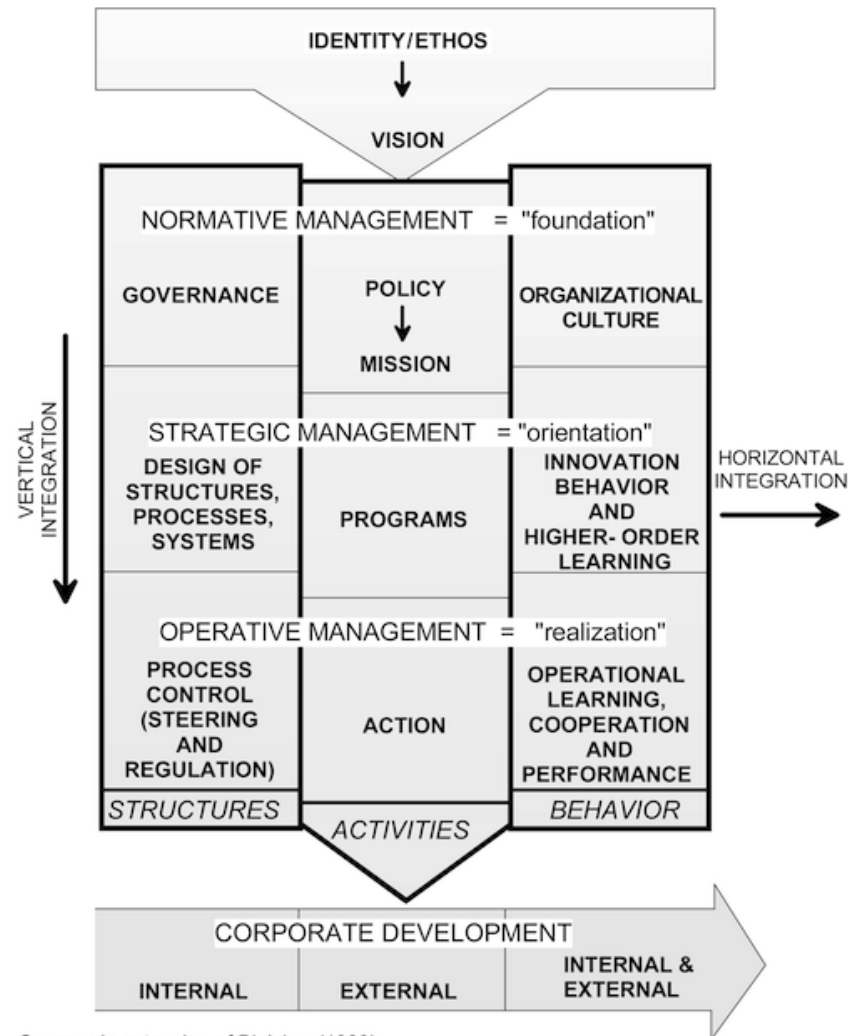 IDENTITY/ETHOS
VISION
NORMATIVE MANAGEMENT = "foundation"
GOVERNANCE
POLICY
MISSION
ORGANIZATIONAL
CULTURE
VERTICAL
INTEGRATION
STRATEGIC MANAGEMENT = "orientation"
DESIGN OF
STRUCTURES,
PROCESSES,
SYSTEMS
PROGRAMS
INNOVATION
BEHAVIOR
AND
HIGHER- ORDER
LEARNING
HORIZONTAL
INTEGRATION
OPERATIVE MANAGEMENT = "realization"
PROCESS
CONTROL
(STEERING
AND
REGULATION)
ACTION
OPERATIONAL
LEARNING,
COOPERATION
AND
PERFORMANCE
STRUCTURES
ACTIVITIES
BEHAVIOR
CORPORATE DEVELOPMENT
INTERNAL
EXTERNAL
INTERNAL &
EXTERNAL